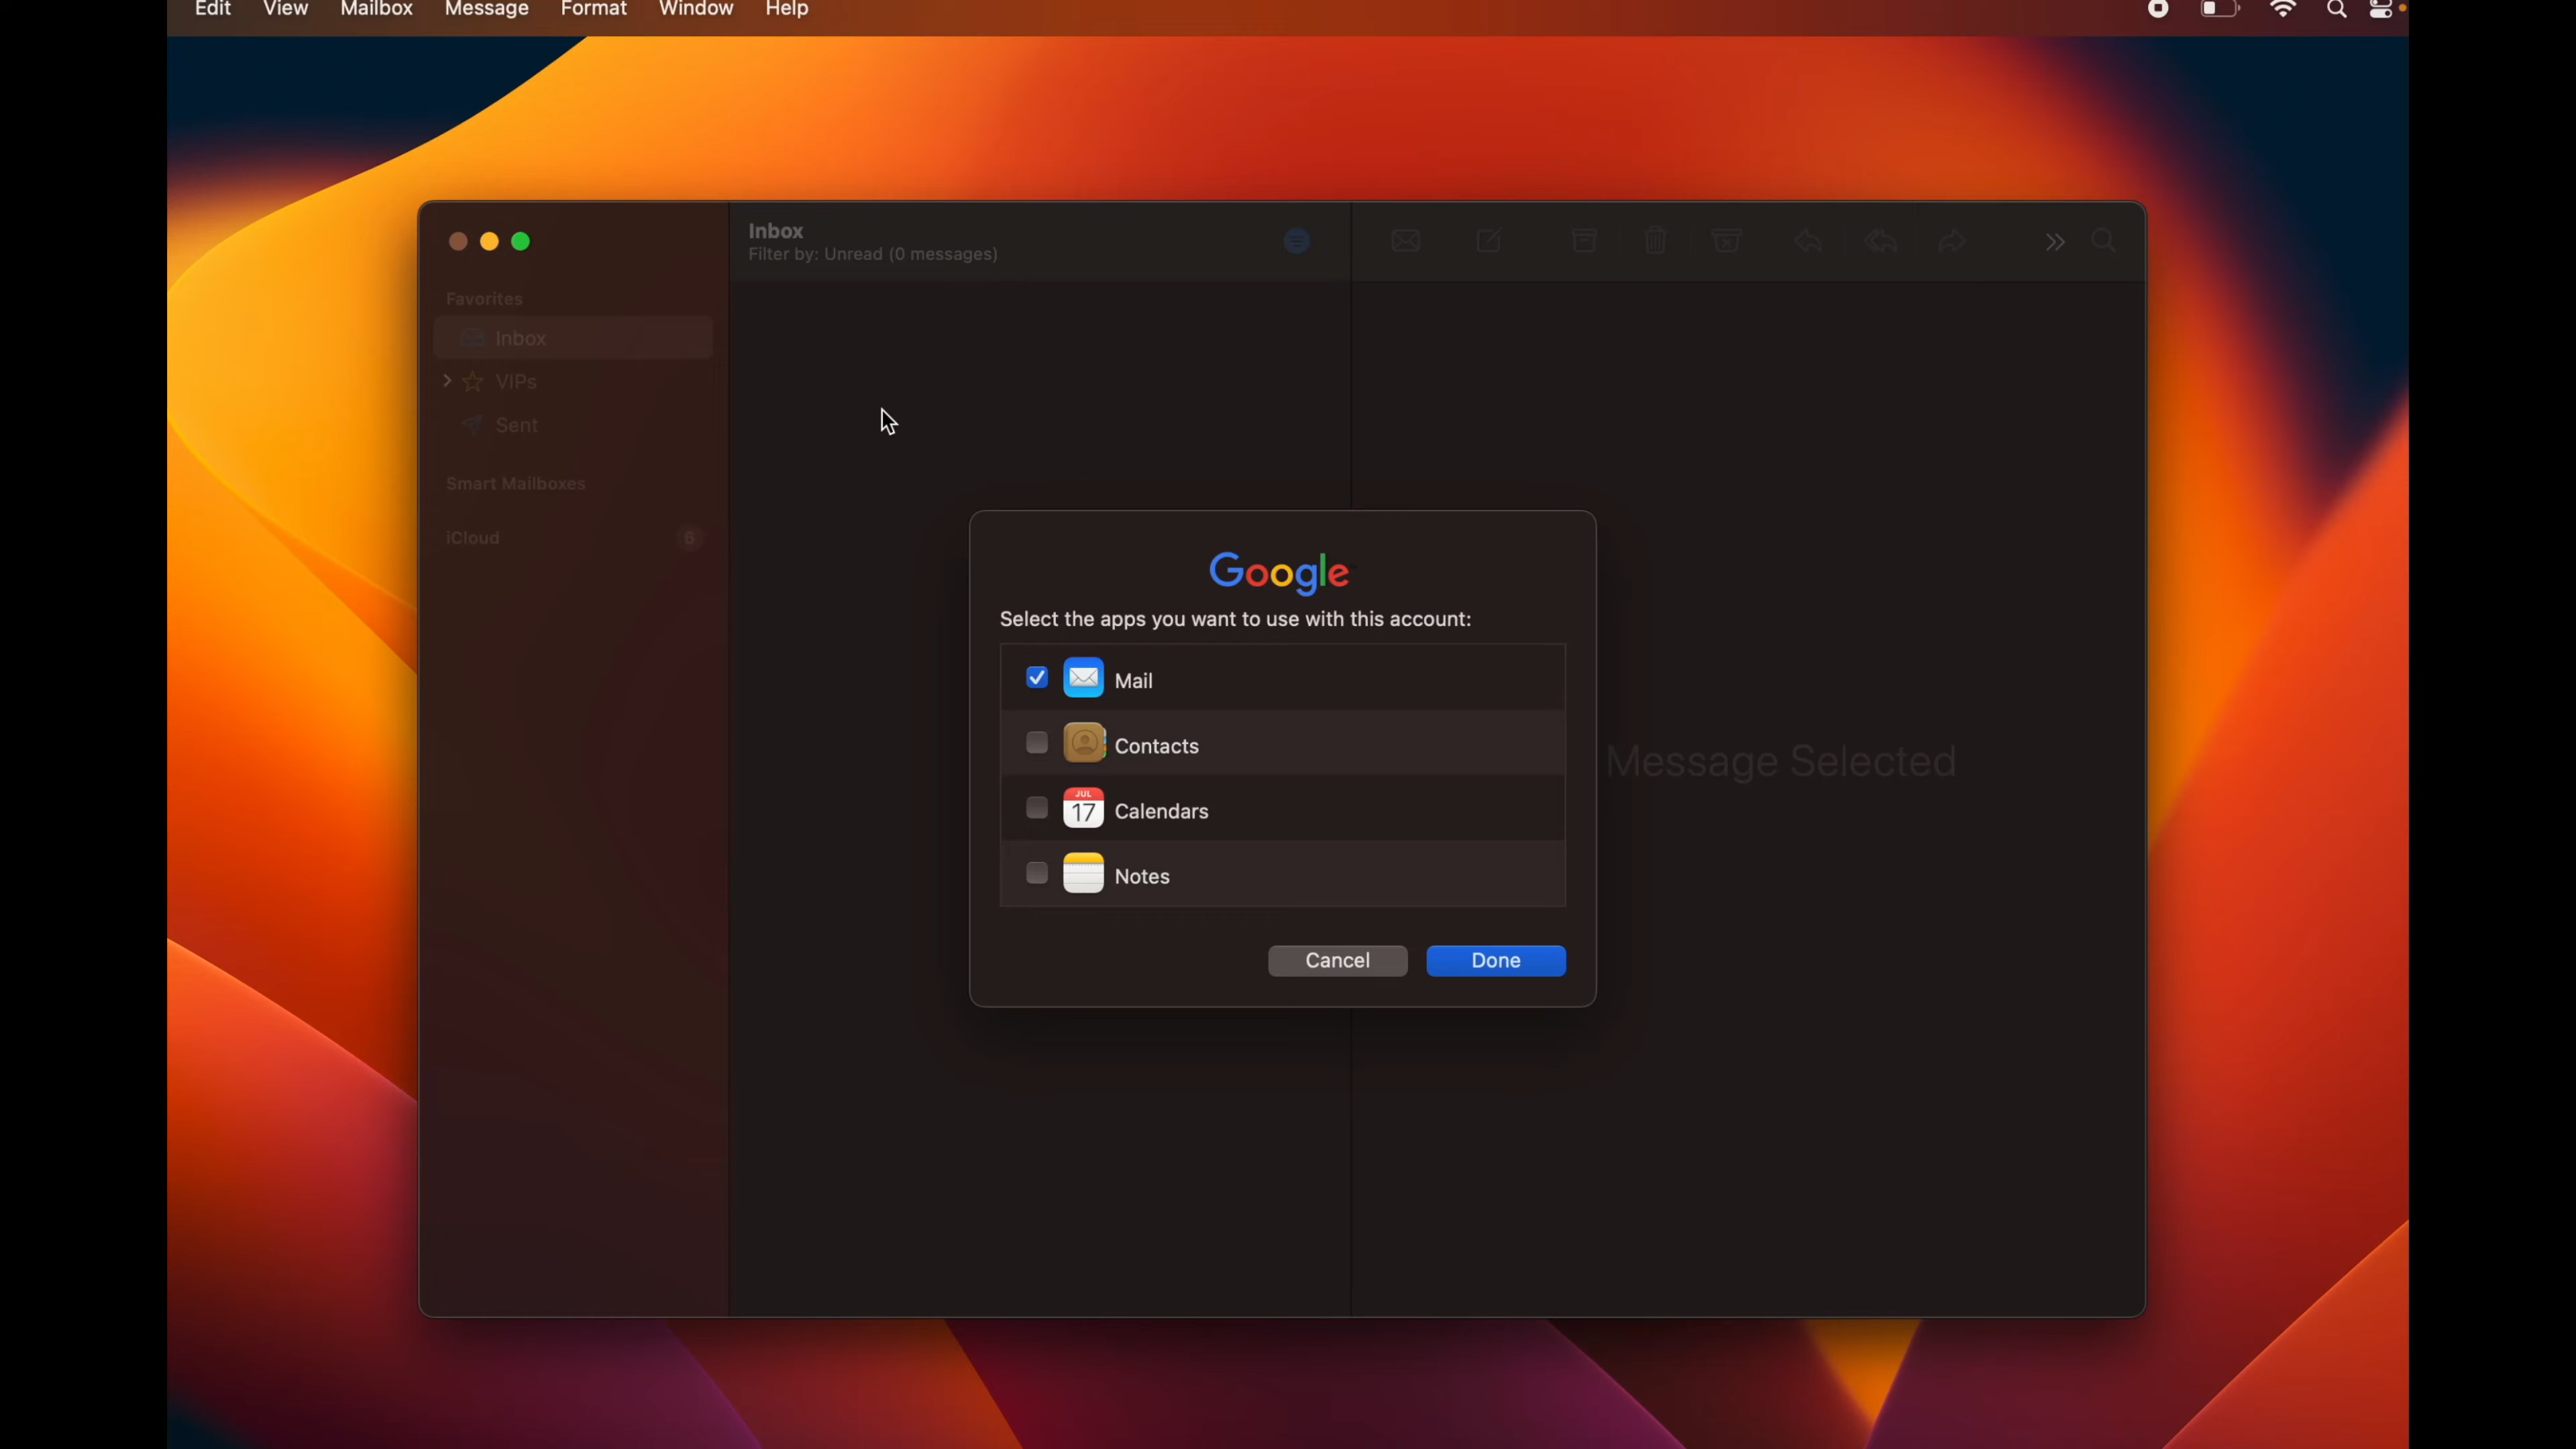 Edit View Mailbox Message Format Window Help
Inbox
Filter by: Unread (0 messages)
Favorites
Inbox
VIPs
Sent
Smart Mailboxes
iCloud 6
Google
Select the apps you want to use with this account:
Mail
Contacts
JUL
17
Calendars
Notes
Cancel Done
Message Selected